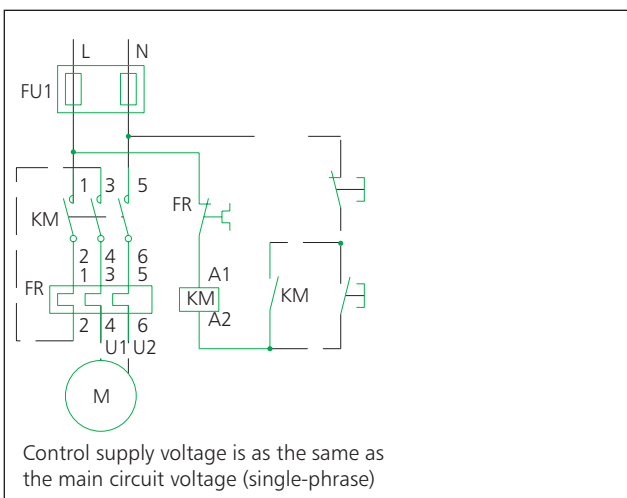 L N
FU1
1 3 5
KM
FR
2 4 6
1 3 5
FR
A1
KM
KM
A2
2 4 6
U1 U2
M
Control supply voltage is as the same as
the main circuit voltage (single-phrase)